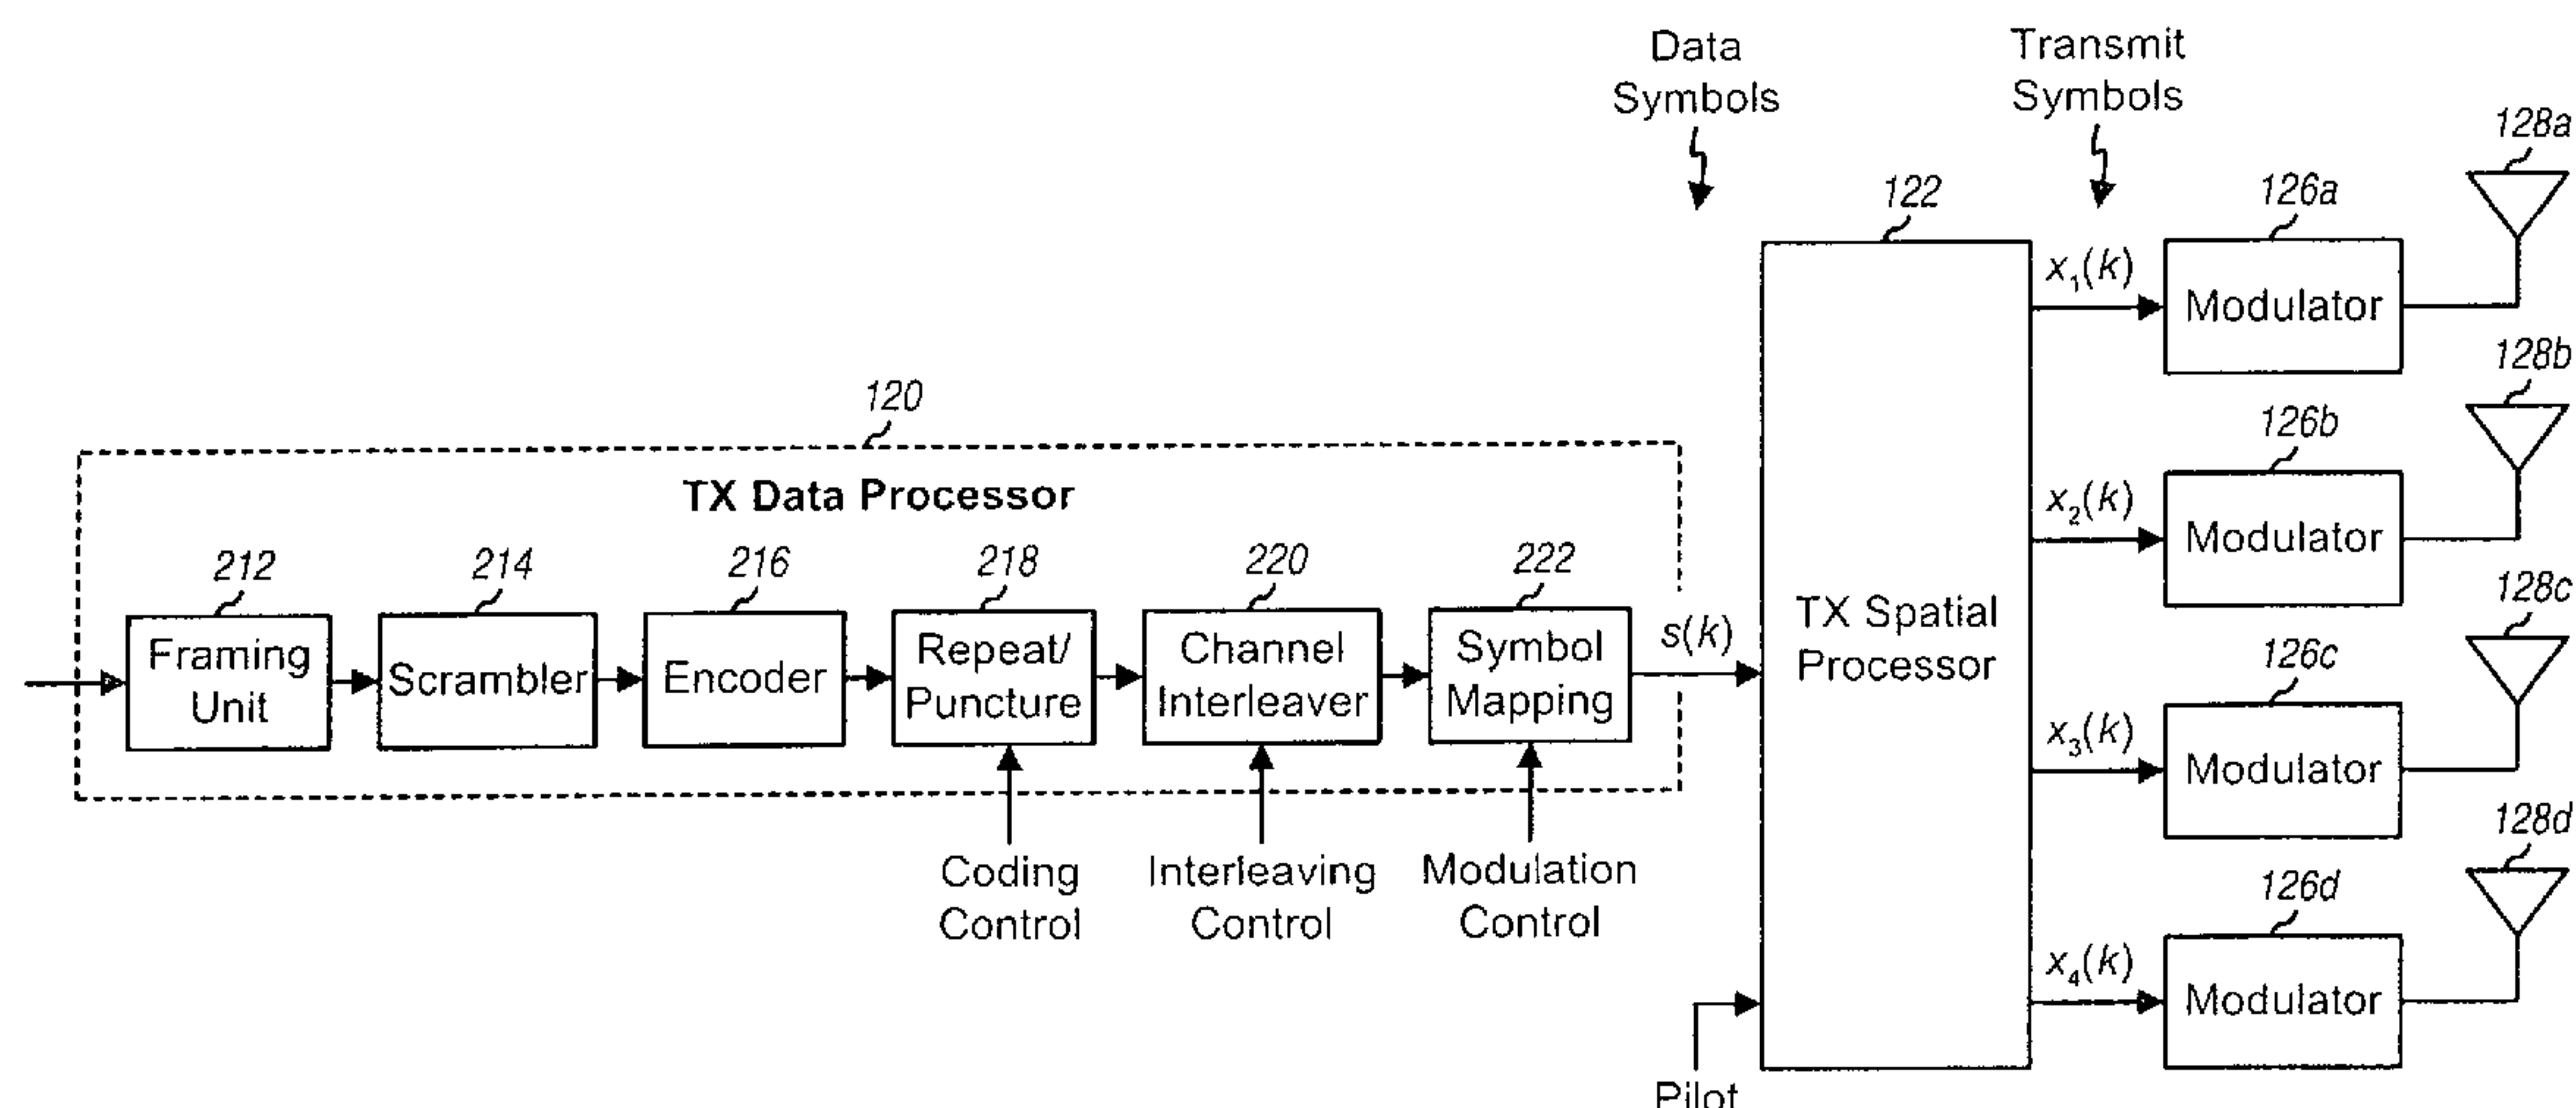 Data
Symbols
Transmit
Symbols
128a
122
126a
x1(k)
Modulator
128b
126b
x2(k)
Modulator
120
TX Data Processor
212
214
216
218
220
222
Framing
Unit
Scrambler
Encoder
Repeat/
Puncture
Channel
Interleaver
Symbol
Mapping
s(k)
TX Spatial
Processor
128c
126c
x3(k)
Modulator
128d
126d
x4(k)
Modulator
Coding
Control
Interleaving
Control
Modulation
Control
Pilot